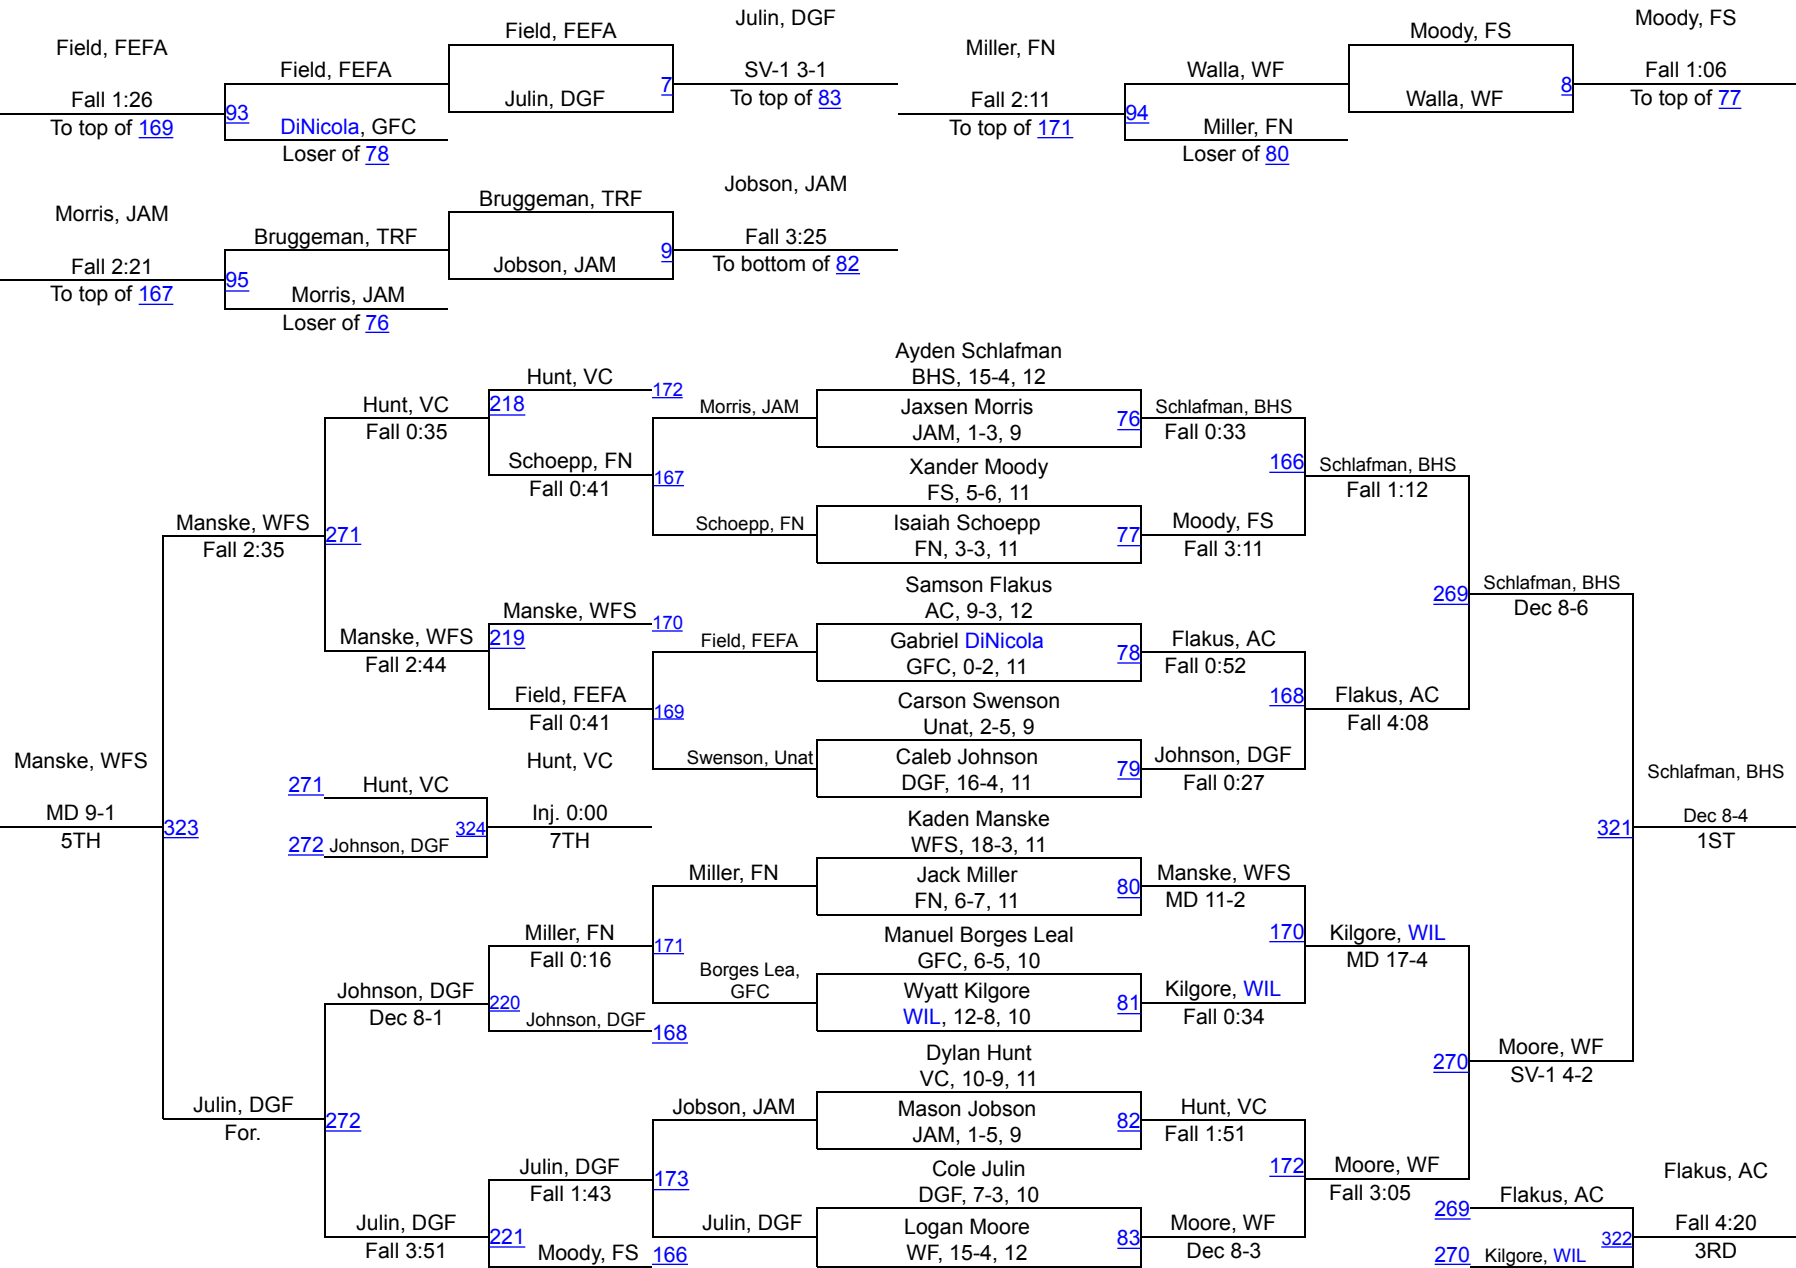 Field, FEFA
Fall 1:26
To top of 169
93
Field, FEFA
DiNicola, GFC
Loser of 78
Field, FEFA
Julin, DGF
7
Julin, DGF
SV-1 3-1
To top of 83
Miller, FN
Fall 2:11
To top of 171
94
Walla, WF
Miller, FN
Loser of 80
Moody, FS
Walla, WF
8
Moody, FS
Fall 1:06
To top of 77
Morris, JAM
Fall 2:21
To top of 167
95
Bruggeman, TRF
Morris, JAM
Loser of 76
Bruggeman, TRF
Jobson, JAM
9
Jobson, JAM
Fall 3:25
To bottom of 82
Ayden Schlafman
BHS, 15-4, 12
Jaxsen Morris
JAM, 1-3, 9
76
Xander Moody
FS, 5-6, 11
Isaiah Schoepp
FN, 3-3, 11
77
Samson Flakus
AC, 9-3, 12
Gabriel DiNicola
GFC, 0-2, 11
78
Carson Swenson
Unat, 2-5, 9
Caleb Johnson
DGF, 16-4, 11
79
Kaden Manske
WFS, 18-3, 11
Jack Miller
FN, 6-7, 11
80
Manuel Borges Leal
GFC, 6-5, 10
Wyatt Kilgore
WIL, 12-8, 10
81
Dylan Hunt
VC, 10-9, 11
Mason Jobson
JAM, 1-5, 9
82
Cole Julin
DGF, 7-3, 10
Logan Moore
WF, 15-4, 12
83
Schlafman, BHS
Fall 0:33
166
Moody, FS
Fall 3:11
Flakus, AC
Fall 0:52
168
Johnson, DGF
Fall 0:27
Manske, WFS
MD 11-2
170
Kilgore, WIL
Fall 0:34
Hunt, VC
Fall 1:51
172
Moore, WF
Dec 8-3
Schlafman, BHS
Fall 1:12
269
Flakus, AC
Fall 4:08
Kilgore, WIL
MD 17-4
270
Moore, WF
Fall 3:05
Schlafman, BHS
Dec 8-6
321
Moore, WF
SV-1 4-2
Schlafman, BHS
Dec 8-4
1ST
269
Flakus, AC
270
Kilgore, WIL
322
Flakus, AC
Fall 4:20
3RD
Morris, JAM
167
Schoepp, FN
Field, FEFA
169
Swenson, Unat
Miller, FN
171
Borges Lea,
GFC
Jobson, JAM
173
Julin, DGF
Hunt, VC
172
218
Schoepp, FN
Fall 0:41
Manske, WFS
170
219
Field, FEFA
Fall 0:41
Miller, FN
Fall 0:16
220
Johnson, DGF
168
Julin, DGF
Fall 1:43
221
Moody, FS
166
Hunt, VC
Fall 0:35
271
Manske, WFS
Fall 2:44
Johnson, DGF
Dec 8-1
272
Julin, DGF
Fall 3:51
Manske, WFS
Fall 2:35
323
Julin, DGF
For.
Manske, WFS
MD 9-1
5TH
271
Hunt, VC
272
Johnson, DGF
324
Hunt, VC
Inj. 0:00
7TH